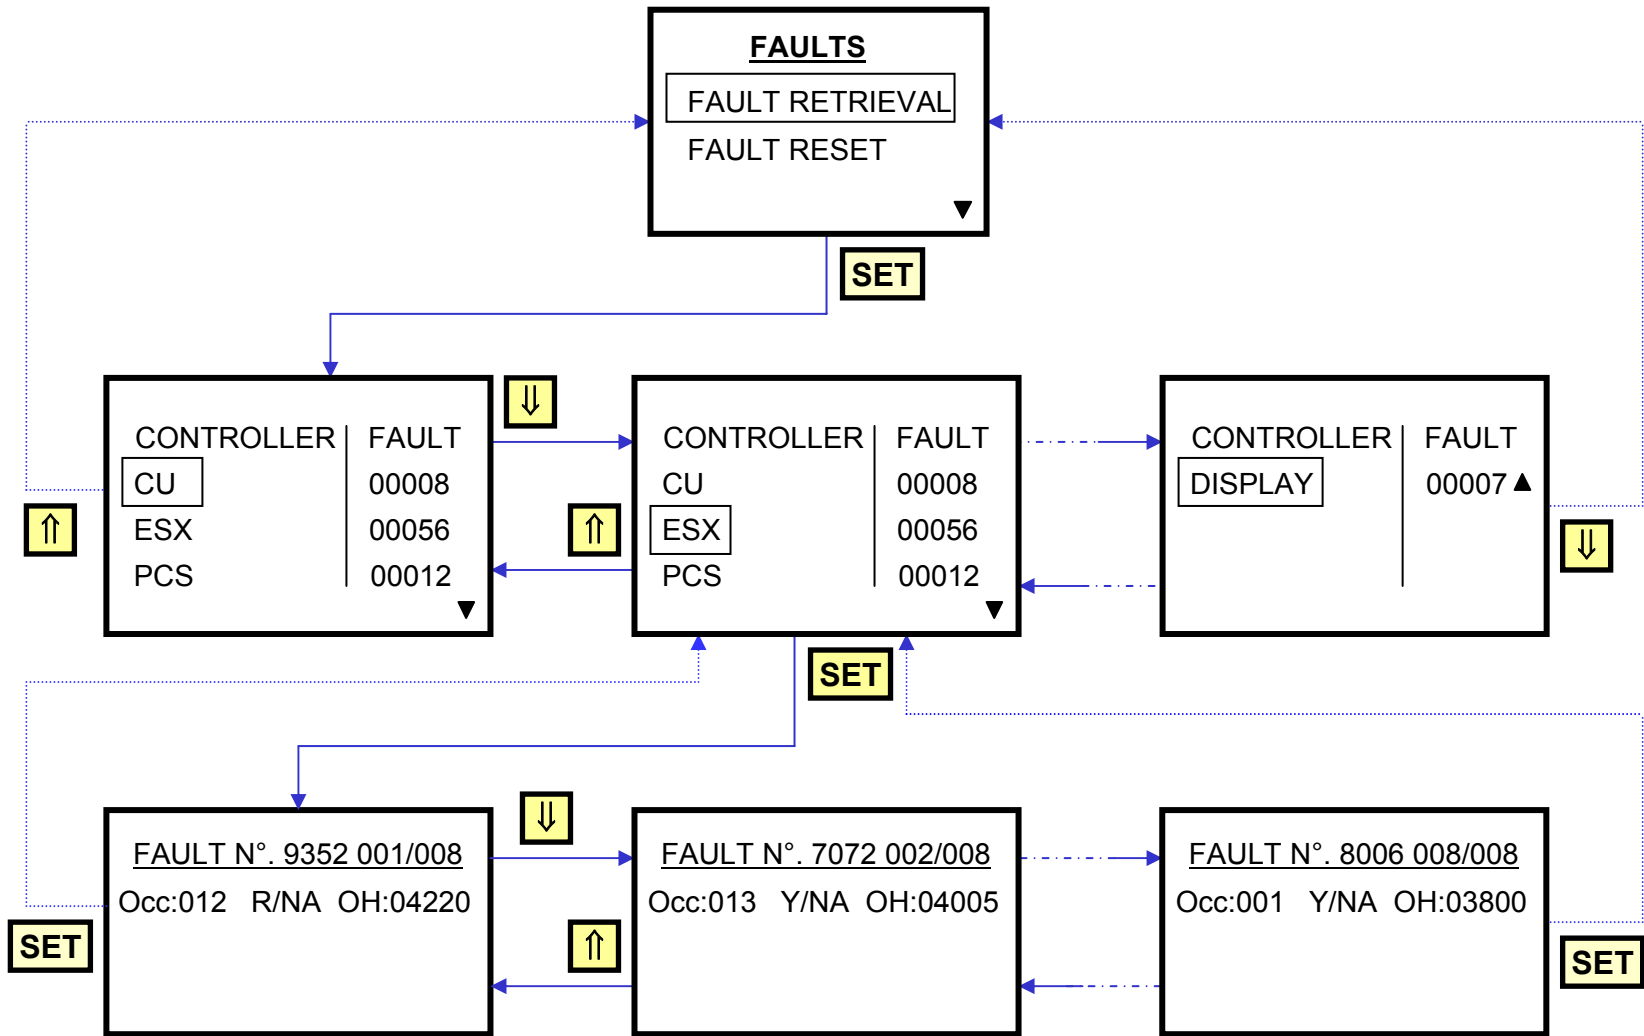 FAULTS
FAULT RETRIEVAL
FAULT RESET
▼
SET
CONTROLLER FAULT
CU 00008
ESX 00056
PCS 00012
▼
⇓
⇑
⇑
CONTROLLER FAULT
CU 00008
ESX 00056
PCS 00012
▼
CONTROLLER FAULT
DISPLAY 00007▲
⇓
SET
FAULT N°. 9352 001/008
Occ:012 R/NA OH:04220
SET
⇓
⇑
FAULT N°. 7072 002/008
Occ:013 Y/NA OH:04005
FAULT N°. 8006 008/008
Occ:001 Y/NA OH:03800
SET